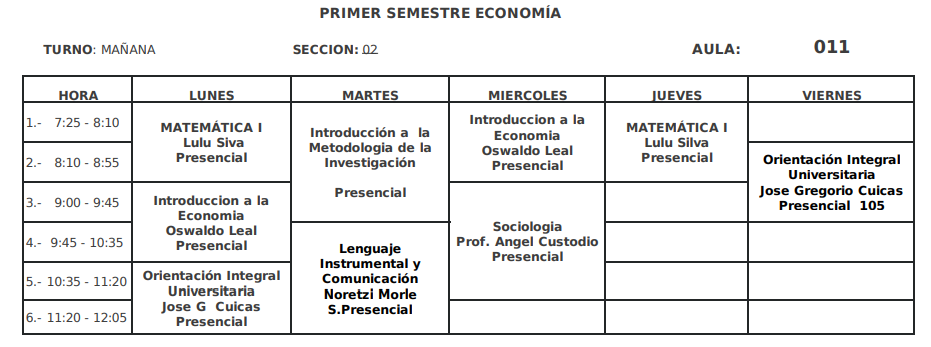 PRIMER SEMESTRE ECONOMÍA
TURNO: MAÑANA SECCION: 02 AULA: 011
HORA LUNES MARTES MIERCOLES JUEVES VIERNES
1.- 7:25 - 8:10
2.- 8:10 - 8:55
3.- 9:00 - 9:45
4.- 9:45 - 10:35
5.- 10:35 - 11:20
6.- 11:20 - 12:05
MATEMÁTICA I
Lulu Siva
Presencial
Introduccion a la
Economia
Oswaldo Leal
Presencial
Orientación Integral
Universitaria
Jose G Cuicas
Presencial
Introducción a la
Metodologia de la
Investigación
Presencial
Lenguaje
Instrumental y
Comunicación
Noretzi Morle
S.Presencial
Introduccion a la
Economia
Oswaldo Leal
Presencial
Sociologia
Prof. Angel Custodio
Presencial
MATEMÁTICA I
Lulu Silva
Presencial
Orientación Integral
Universitaria
Jose Gregorio Cuicas
Presencial 105